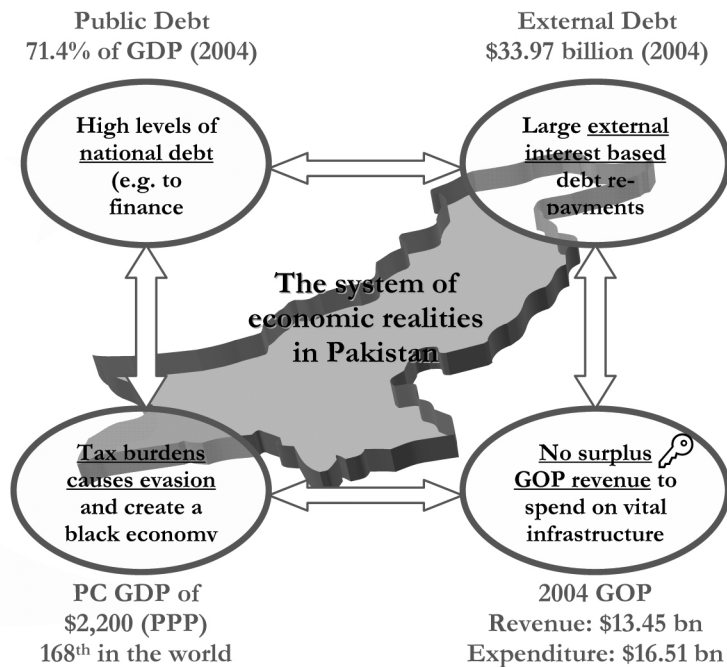 Public Debt
71.4% of GDP (2004)
External Debt
$33.97 billion (2004)
High levels of
national debt
(e.g. to
finance
Large external
interest based
debt re-
payments
The system of
economic realities
in Pakistan
Tax burdens
causes evasion
and create a
black economy
No surplus
GOP revenue to
spend on vital
infrastructure
PC GDP of
$2,200 (PPP)
168th in the world
2004 GOP
Revenue: $13.45 bn
Expenditure: $16.51 bn